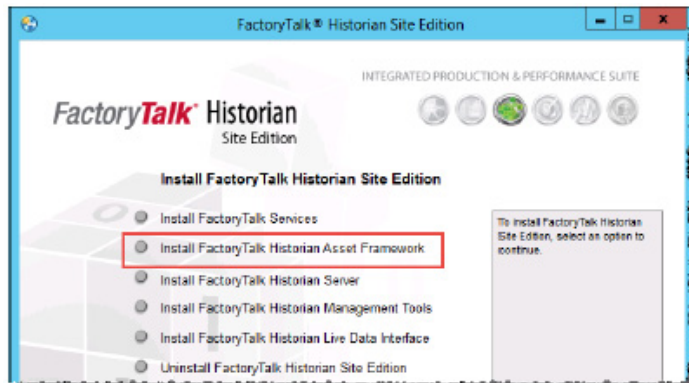 FactoryTalk® Historian Site Edition
INTEGRATED PRODUCTION & PERFORMANCE SUITE
FactoryTalk® Historian
Site Edition
Install FactoryTalk Historian Site Edition
Install FactoryTalk Services
Install FactoryTalk Historian Asset Framework
Install FactoryTalk Historian Server
Install FactoryTalk Historian Management Tools
Install FactoryTalk Historian Live Data Interface
Uninstall FactoryTalk Historian Site Edition
To install FactoryTalk Historian
Site Edition, select an option to
continue.